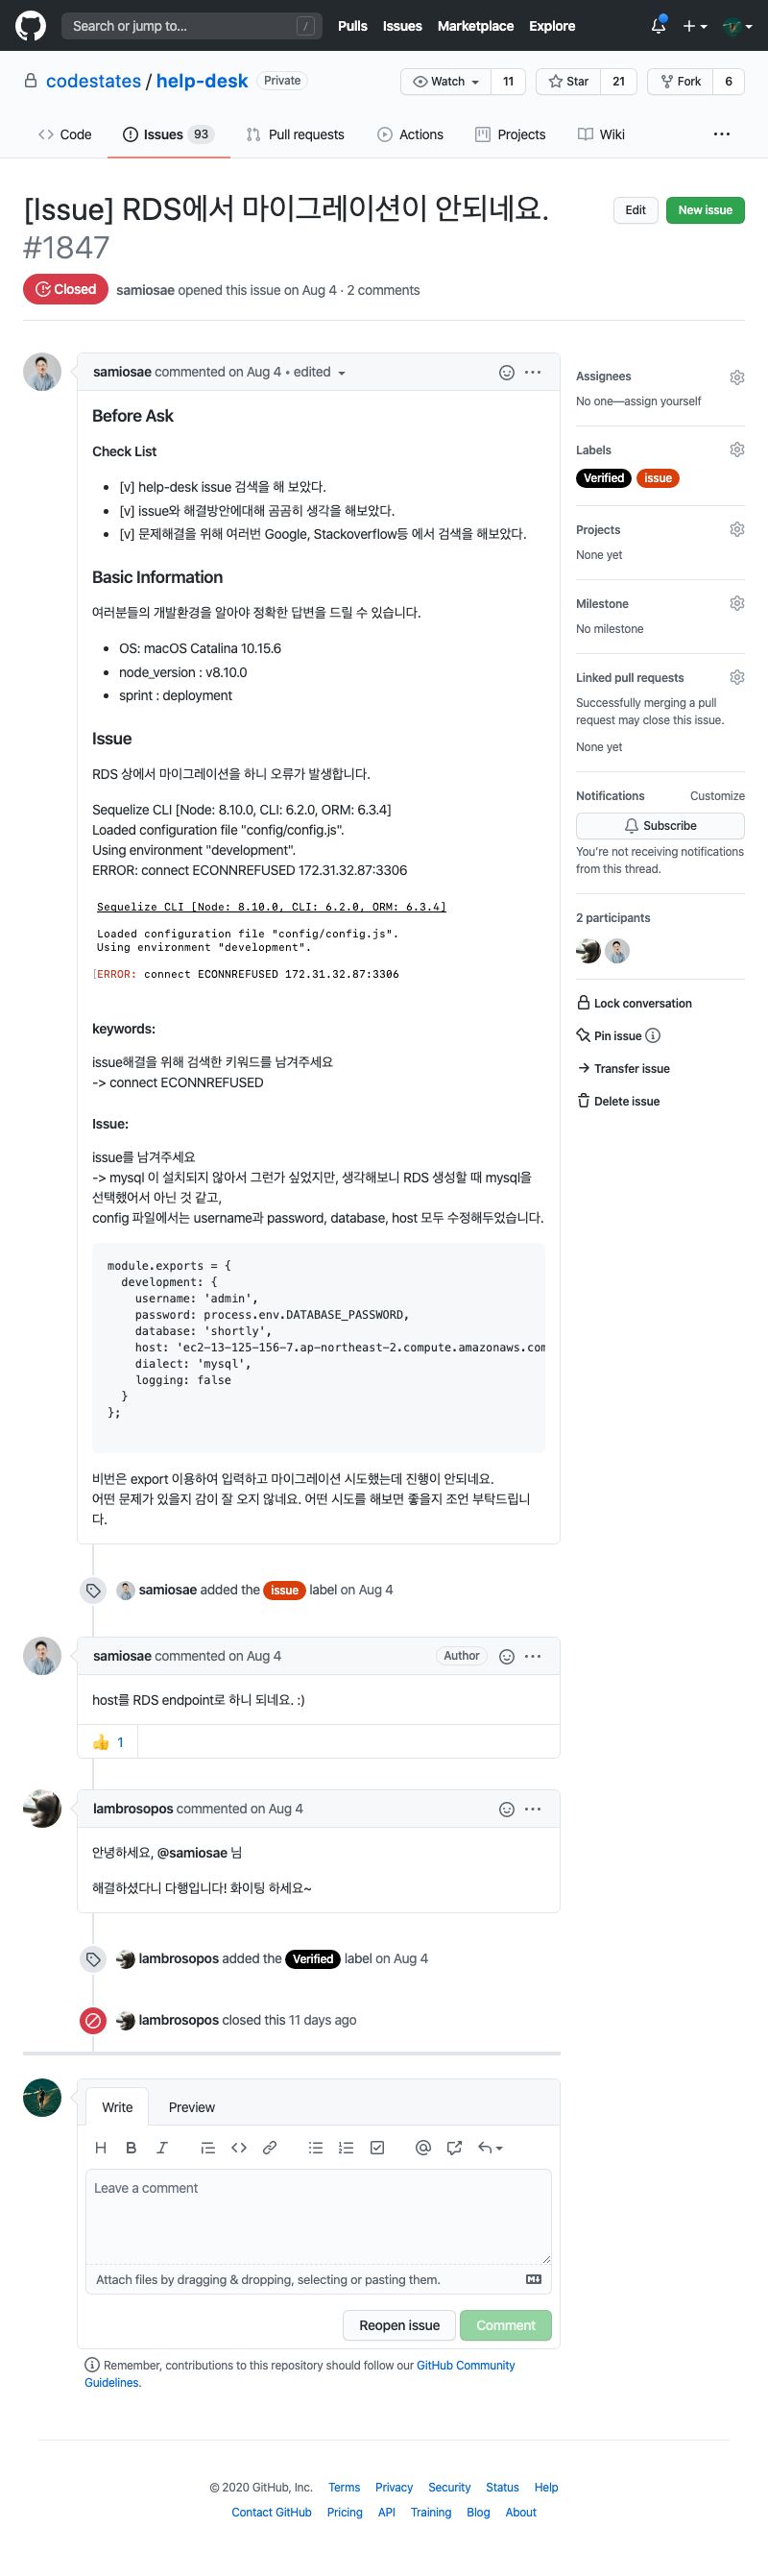 Search or jump to...
/
Pulls
Issues
Marketplace
Explore
codestates / help-desk
Private
Watch
11
Star
21
Fork
6
Code
Issues 93
Pull requests
Actions
Projects
Wiki
[Issue] RDS에서 마이그레이션이 안되네요.
#1847
Edit
New issue
Closed
samiosae opened this issue on Aug 4 · 2 comments
samiosae commented on Aug 4 • edited
Before Ask
Check List
[v] help-desk issue 검색을 해 보았다.
[v] issue와 해결방안에대해 곰곰히 생각을 해보았다.
[v] 문제해결을 위해 여러번 Google, Stackoverflow등 에서 검색을 해보았다.
Basic Information
여러분들의 개발환경을 알아야 정확한 답변을 드릴 수 있습니다.
OS: macOS Catalina 10.15.6
node_version : v8.10.0
sprint : deployment
Issue
RDS 상에서 마이그레이션을 하니 오류가 발생합니다.
Sequelize CLI [Node: 8.10.0, CLI: 6.2.0, ORM: 6.3.4]
Loaded configuration file "config/config.js".
Using environment "development".
ERROR: connect ECONNREFUSED 172.31.32.87:3306
Sequelize CLI [Node: 8.10.0, CLI: 6.2.0, ORM: 6.3.4]
Loaded configuration file "config/config.js".
Using environment "development".
[ERROR: connect ECONNREFUSED 172.31.32.87:3306
keywords:
issue해결을 위해 검색한 키워드를 남겨주세요
-> connect ECONNREFUSED
Issue:
issue를 남겨주세요
-> mysql 이 설치되지 않아서 그런가 싶었지만, 생각해보니 RDS 생성할 때 mysql을
선택했어서 아닌 것 같고,
config 파일에서는 username과 password, database, host 모두 수정해두었습니다.
module.exports = {
development: {
username: 'admin',
password: process.env.DATABASE_PASSWORD,
database: 'shortly',
host: 'ec2-13-125-156-7.ap-northeast-2.compute.amazonaws.com
dialect: 'mysql',
logging: false
}
};
비번은 export 이용하여 입력하고 마이그레이션 시도했는데 진행이 안되네요.
어떤 문제가 있을지 감이 잘 오지 않네요. 어떤 시도를 해보면 좋을지 조언 부탁드립니
다.
samiosae added the issue label on Aug 4
samiosae commented on Aug 4
Author
host를 RDS endpoint로 하니 되네요. :)
👍 1
lambrosopos commented on Aug 4
안녕하세요, @samiosae 님
해결하셨다니 다행입니다! 화이팅 하세요~
lambrosopos added the Verified label on Aug 4
lambrosopos closed this 11 days ago
Write
Preview
H B I
Leave a comment
Attach files by dragging & dropping, selecting or pasting them.
Reopen issue
Comment
Remember, contributions to this repository should follow our GitHub Community
Guidelines.
Assignees
No one—assign yourself
Labels
Verified
issue
Projects
None yet
Milestone
No milestone
Linked pull requests
Successfully merging a pull
request may close this issue.
None yet
Notifications
Customize
Subscribe
You're not receiving notifications
from this thread.
2 participants
Lock conversation
Pin issue
Transfer issue
Delete issue
© 2020 GitHub, Inc.
Terms
Privacy
Security
Status
Help
Contact GitHub
Pricing
API
Training
Blog
About